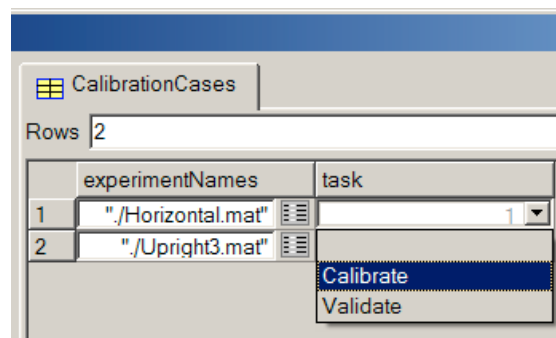 CalibrationCases
Rows 2
experimentNames task
1 "./Horizontal.mat" 1
2 "./Upright3.mat"
Calibrate
Validate